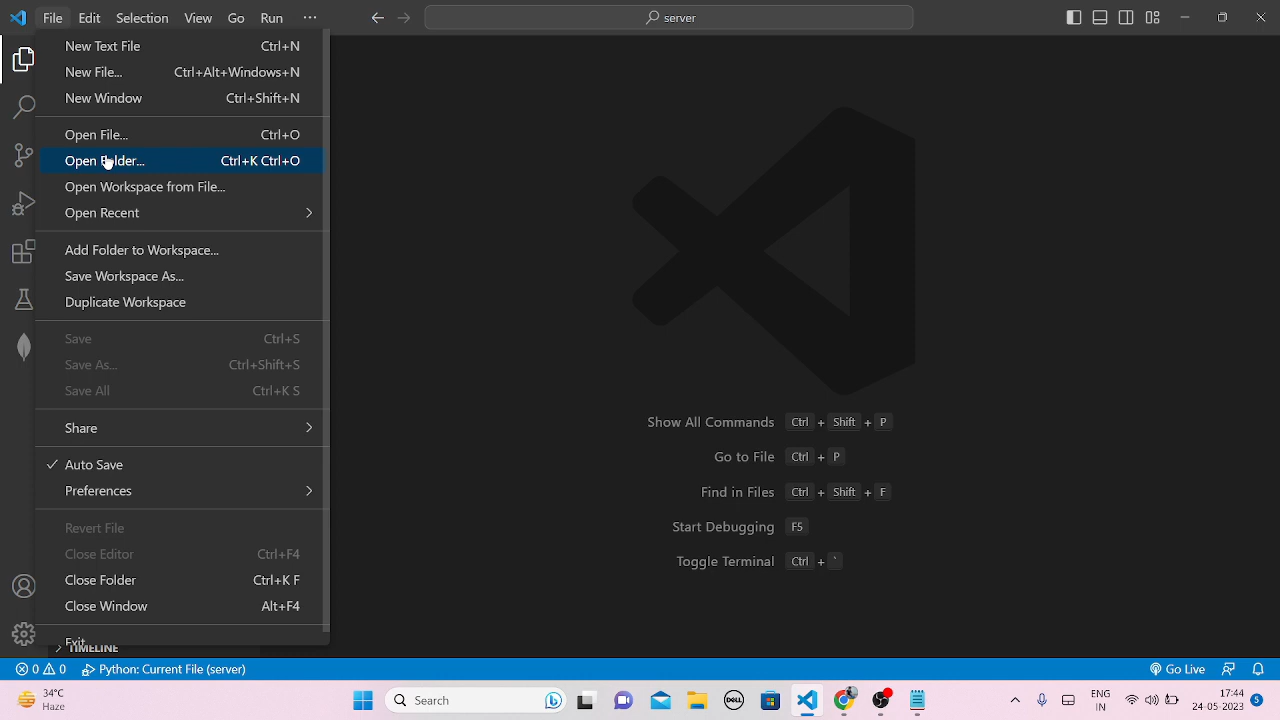 File Edit Selection View Go Run ...
server
New Text File Ctrl+N
New File... Ctrl+Alt+Windows+N
New Window Ctrl+Shift+N
Open File... Ctrl+O
Open Folder... Ctrl+K Ctrl+O
Open Workspace from File...
Open Recent
Add Folder to Workspace...
Save Workspace As...
Duplicate Workspace
Save Ctrl+S
Save As... Ctrl+Shift+S
Save All Ctrl+K S
Share
Auto Save
Preferences
Revert File
Close Editor Ctrl+F4
Close Folder Ctrl+K F
Close Window Alt+F4
Exit
TIMELINE
Show All Commands Ctrl + Shift + P
Go to File Ctrl + P
Find in Files Ctrl + Shift + F
Start Debugging F5
Toggle Terminal Ctrl + `
0 0 Python: Current File (server)
Go Live
34°C
Haze
Search
DELL
ENG
IN
17:44
24-05-2023
5